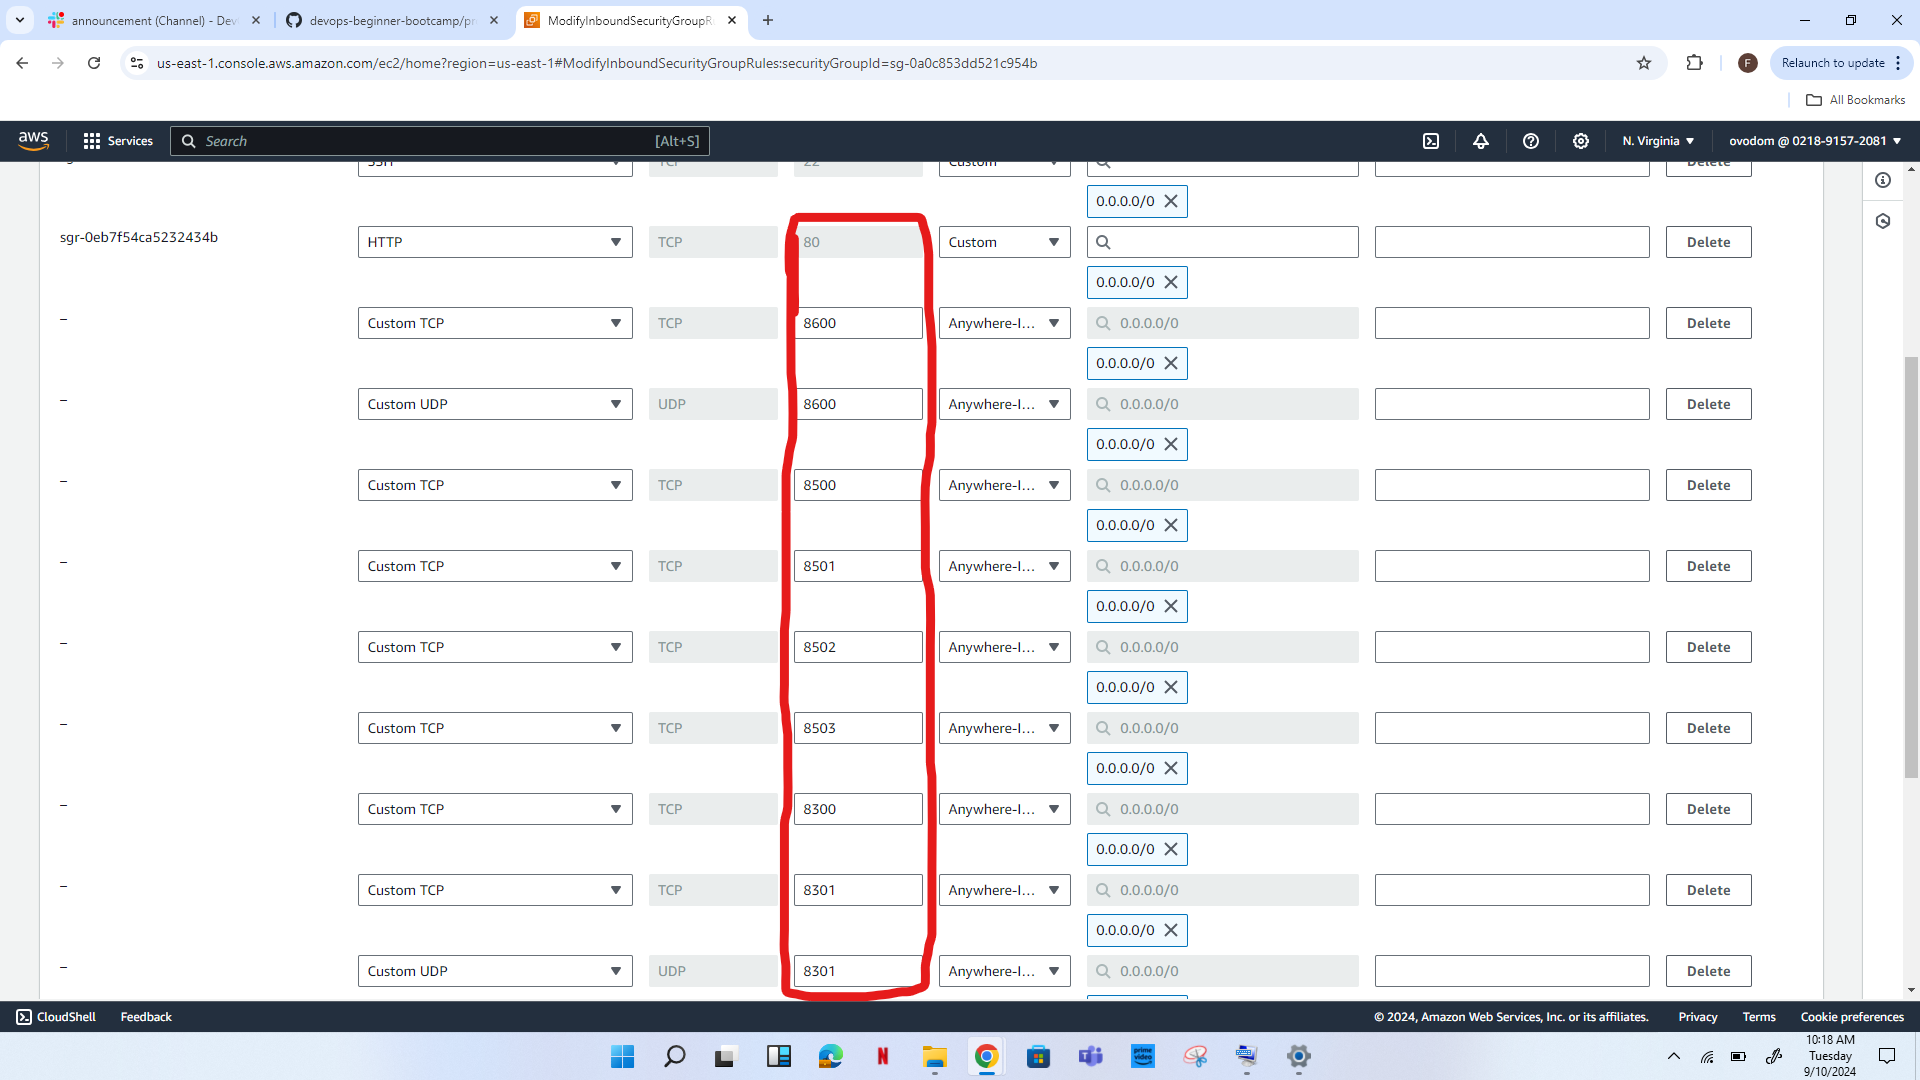 announcement (Channel) - Dev
devops-beginner-bootcamp/pr
ModifyInboundSecurityGroupR
us-east-1.console.aws.amazon.com/ec2/home?region=us-east-1#ModifyInboundSecurityGroupRules:securityGroupId=sg-0a0c853dd521c954b
F
Relaunch to update
All Bookmarks
aws Services Search [Alt+S] N. Virginia ovodom @ 0218-9157-2081
SSH TCP 22 Custom Delete
0.0.0.0/0
sgr-0eb7f54ca5232434b HTTP TCP 80 Custom Delete
0.0.0.0/0
– Custom TCP TCP 8600 Anywhere-I... 0.0.0.0/0 Delete
0.0.0.0/0
– Custom UDP UDP 8600 Anywhere-I... 0.0.0.0/0 Delete
0.0.0.0/0
– Custom TCP TCP 8500 Anywhere-I... 0.0.0.0/0 Delete
0.0.0.0/0
– Custom TCP TCP 8501 Anywhere-I... 0.0.0.0/0 Delete
0.0.0.0/0
– Custom TCP TCP 8502 Anywhere-I... 0.0.0.0/0 Delete
0.0.0.0/0
– Custom TCP TCP 8503 Anywhere-I... 0.0.0.0/0 Delete
0.0.0.0/0
– Custom TCP TCP 8300 Anywhere-I... 0.0.0.0/0 Delete
0.0.0.0/0
– Custom TCP TCP 8301 Anywhere-I... 0.0.0.0/0 Delete
0.0.0.0/0
– Custom UDP UDP 8301 Anywhere-I... 0.0.0.0/0 Delete
CloudShell Feedback © 2024, Amazon Web Services, Inc. or its affiliates. Privacy Terms Cookie preferences
N
prime video
10:18 AM
Tuesday
9/10/2024